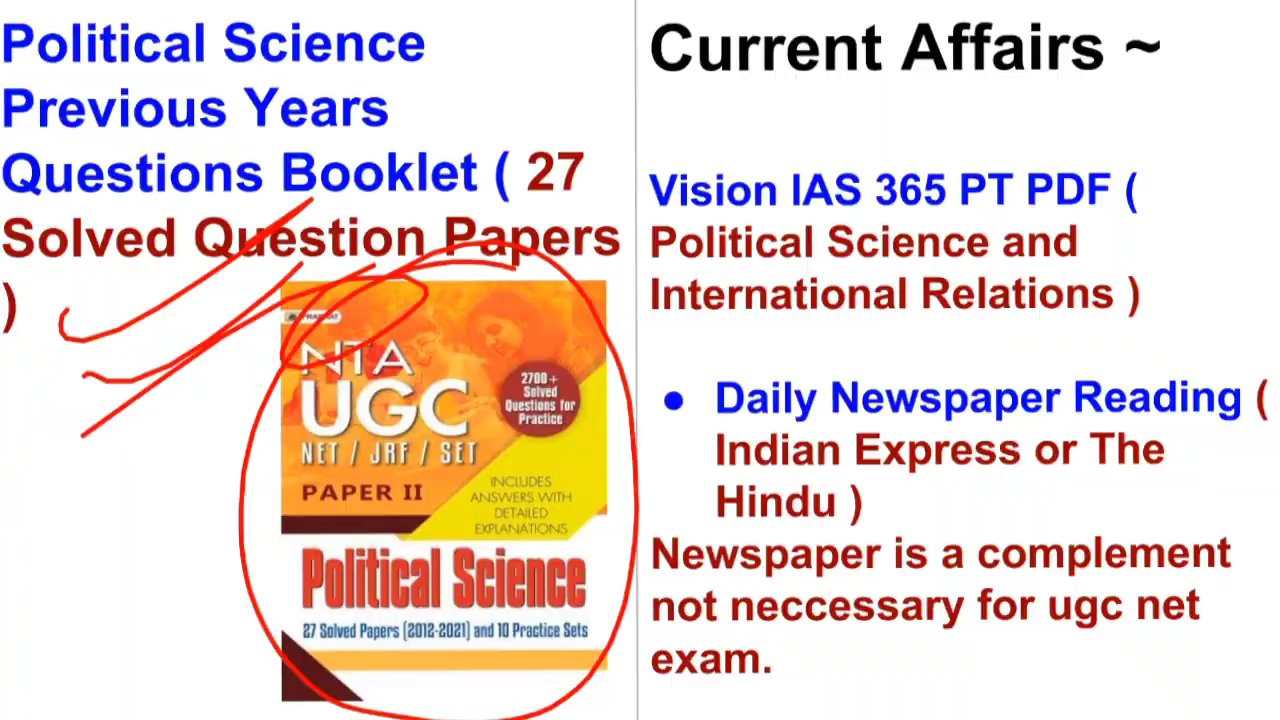 Political Science
Previous Years
Questions Booklet ( 27
Solved Question Papers
)
PRABHAT
NTA
UGC
NET / JRF / SET
PAPER II
2700+
Solved
Questions for
Practice
INCLUDES
ANSWERS WITH
DETAILED
EXPLANATIONS
Political Science
27 Solved Papers (2012-2021) and 10 Practice Sets
Current Affairs ~
Vision IAS 365 PT PDF (
Political Science and
International Relations )
● Daily Newspaper Reading (
Indian Express or The
Hindu )
Newspaper is a complement
not neccessary for ugc net
exam.